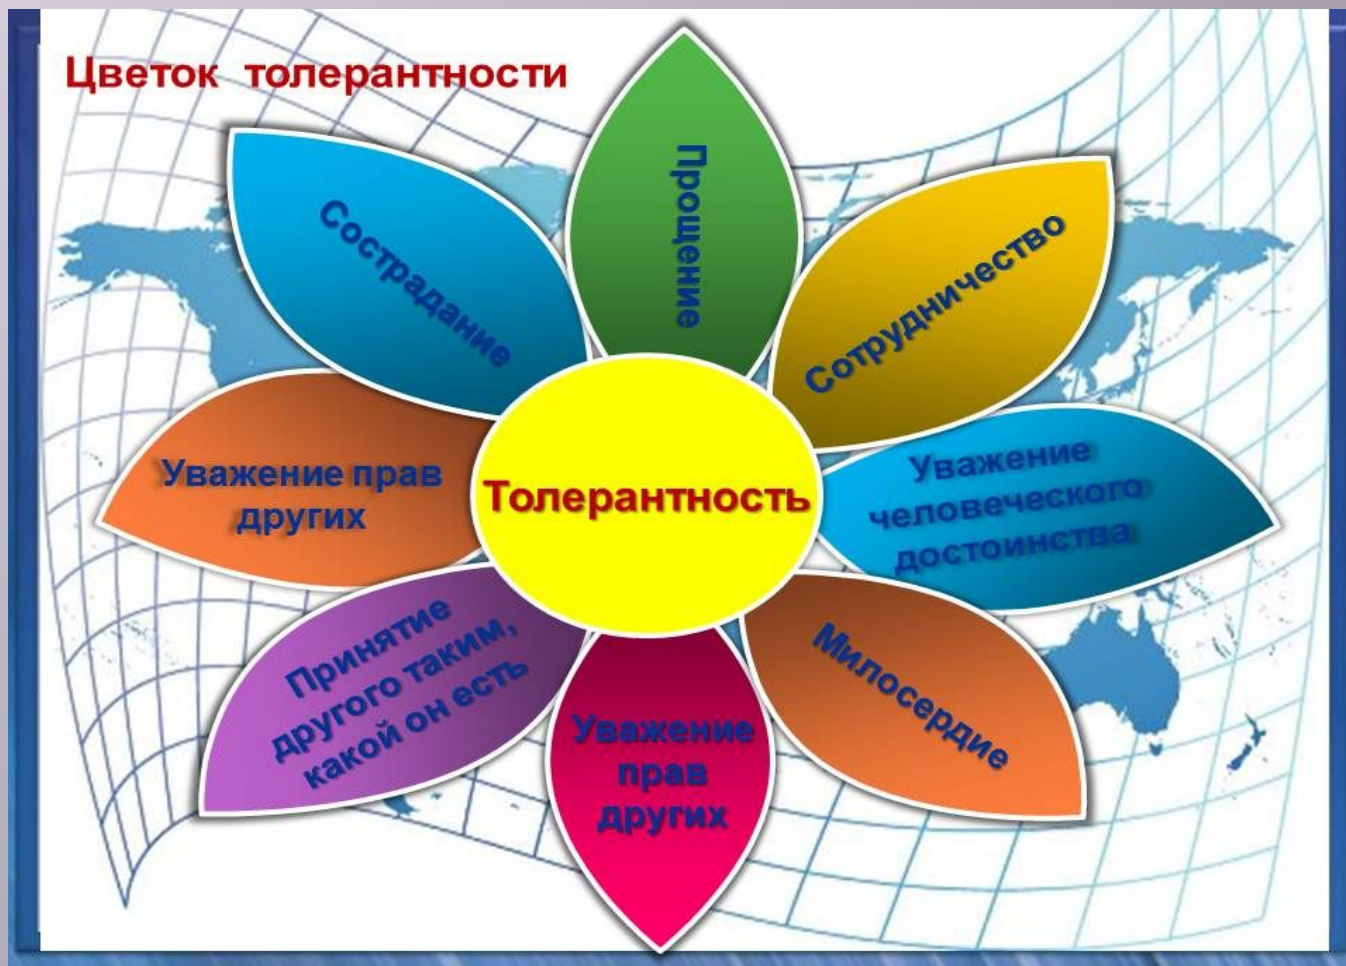 Цветок толерантности
Прощение
Сострадание
Сотрудничество
Уважение прав
других
Толерантность
Уважение
человеческого
достоинства
Принятие
другого таким,
какой он есть
Уважение
прав
других
Милосердие